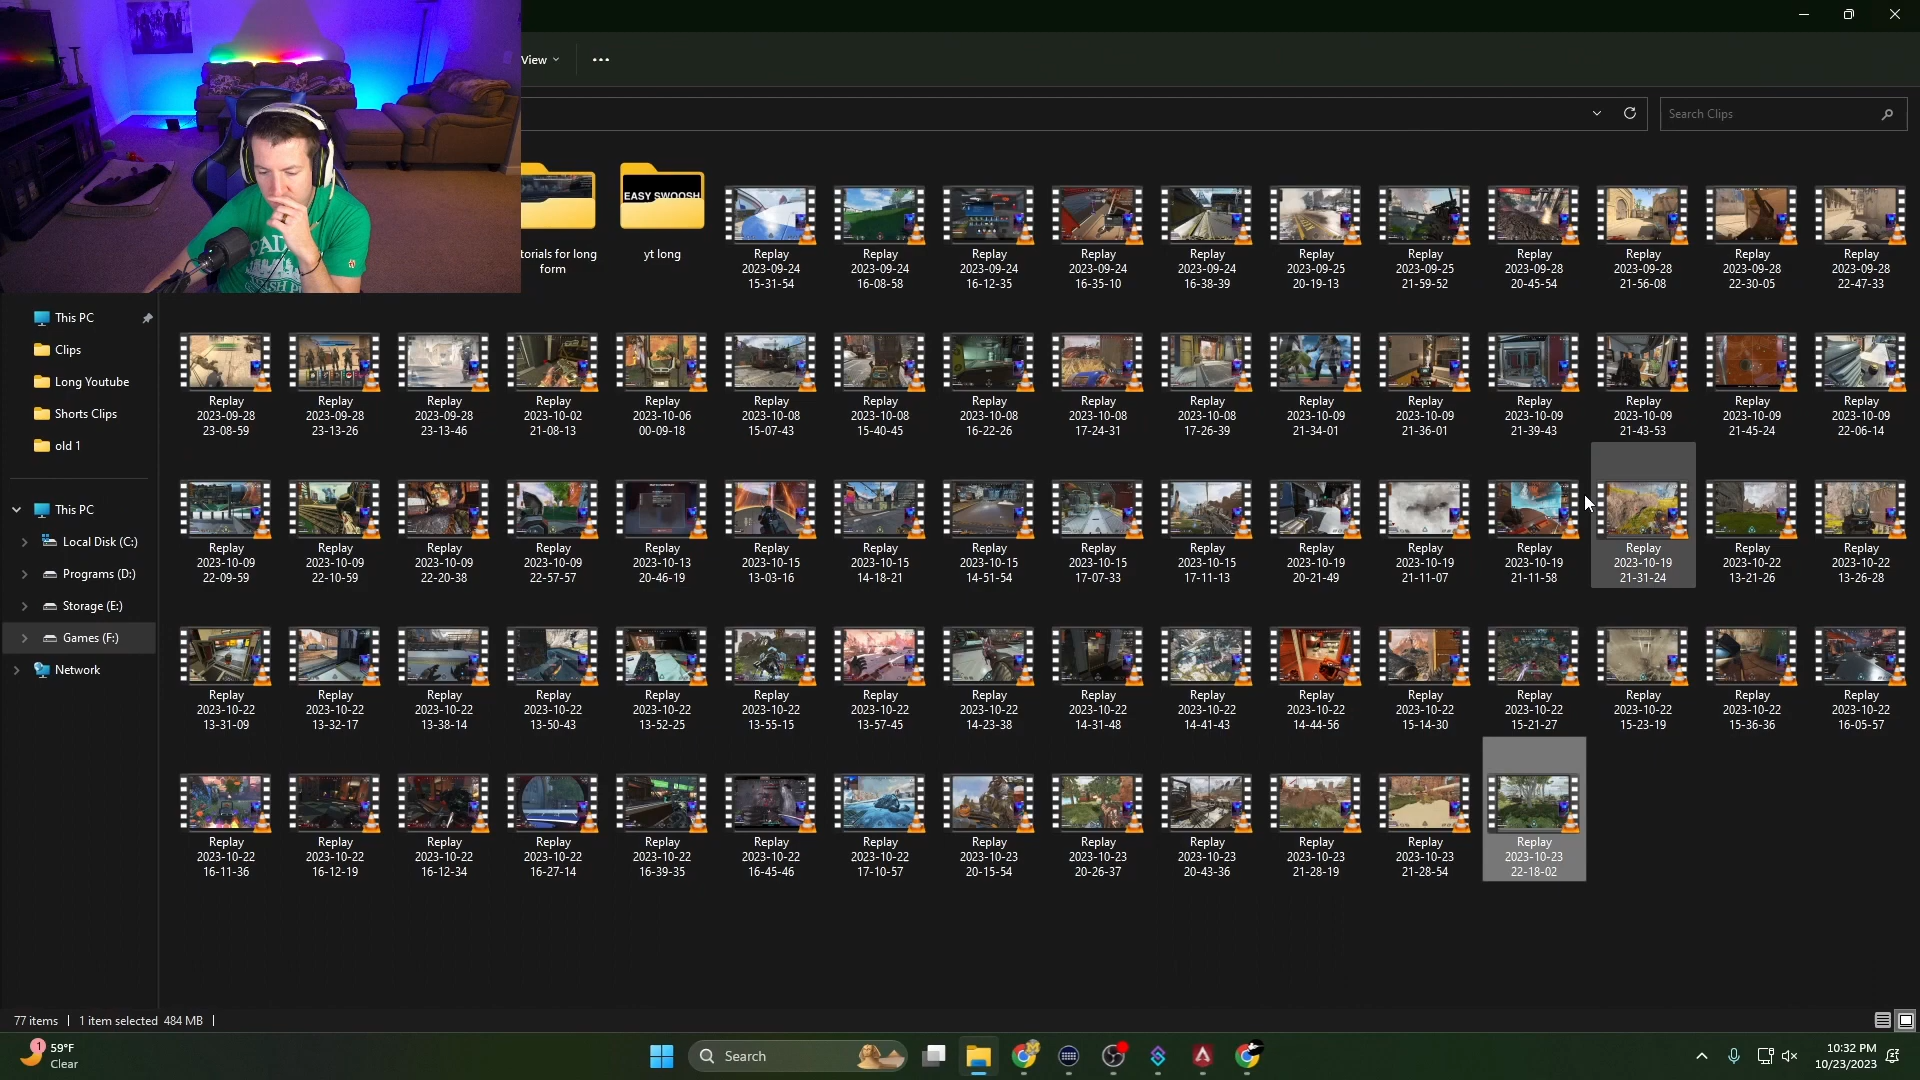 View
Search Clips
torials for long
form
EASY SWOOSH
yt long
Replay
2023-09-24
15-31-54
Replay
2023-09-24
16-08-58
Replay
2023-09-24
16-12-35
Replay
2023-09-24
16-35-10
Replay
2023-09-24
16-38-39
Replay
2023-09-25
20-19-13
Replay
2023-09-25
21-59-52
Replay
2023-09-28
20-45-54
Replay
2023-09-28
21-56-08
Replay
2023-09-28
22-30-05
Replay
2023-09-28
22-47-33
This PC
Clips
Long Youtube
Shorts Clips
old 1
This PC
Local Disk (C:)
Programs (D:)
Storage (E:)
Games (F:)
Network
Replay
2023-09-28
23-08-59
Replay
2023-09-28
23-13-26
Replay
2023-09-28
23-13-46
Replay
2023-10-02
21-08-13
Replay
2023-10-06
00-09-18
Replay
2023-10-08
15-07-43
Replay
2023-10-08
15-40-45
Replay
2023-10-08
16-22-26
Replay
2023-10-08
17-24-31
Replay
2023-10-08
17-26-39
Replay
2023-10-09
21-34-01
Replay
2023-10-09
21-36-01
Replay
2023-10-09
21-39-43
Replay
2023-10-09
21-43-53
Replay
2023-10-09
21-45-24
Replay
2023-10-09
22-06-14
Replay
2023-10-09
22-09-59
Replay
2023-10-09
22-10-59
Replay
2023-10-09
22-20-38
Replay
2023-10-09
22-57-57
Replay
2023-10-13
20-46-19
Replay
2023-10-15
13-03-16
Replay
2023-10-15
14-18-21
Replay
2023-10-15
14-51-54
Replay
2023-10-15
17-07-33
Replay
2023-10-15
17-11-13
Replay
2023-10-19
20-21-49
Replay
2023-10-19
21-11-07
Replay
2023-10-19
21-11-58
Replay
2023-10-19
21-31-24
Replay
2023-10-22
13-21-26
Replay
2023-10-22
13-26-28
Replay
2023-10-22
13-31-09
Replay
2023-10-22
13-32-17
Replay
2023-10-22
13-38-14
Replay
2023-10-22
13-50-43
Replay
2023-10-22
13-52-25
Replay
2023-10-22
13-55-15
Replay
2023-10-22
13-57-45
Replay
2023-10-22
14-23-38
Replay
2023-10-22
14-31-48
Replay
2023-10-22
14-41-43
Replay
2023-10-22
14-44-56
Replay
2023-10-22
15-14-30
Replay
2023-10-22
15-21-27
Replay
2023-10-22
15-23-19
Replay
2023-10-22
15-36-36
Replay
2023-10-22
16-05-57
Replay
2023-10-22
16-11-36
Replay
2023-10-22
16-12-19
Replay
2023-10-22
16-12-34
Replay
2023-10-22
16-27-14
Replay
2023-10-22
16-39-35
Replay
2023-10-22
16-45-46
Replay
2023-10-22
17-10-57
Replay
2023-10-23
20-15-54
Replay
2023-10-23
20-26-37
Replay
2023-10-23
20-43-36
Replay
2023-10-23
21-28-19
Replay
2023-10-23
21-28-54
Replay
2023-10-23
22-18-02
77 items
1 item selected 484 MB
1
59°F
Clear
Search
10:32 PM
10/23/2023